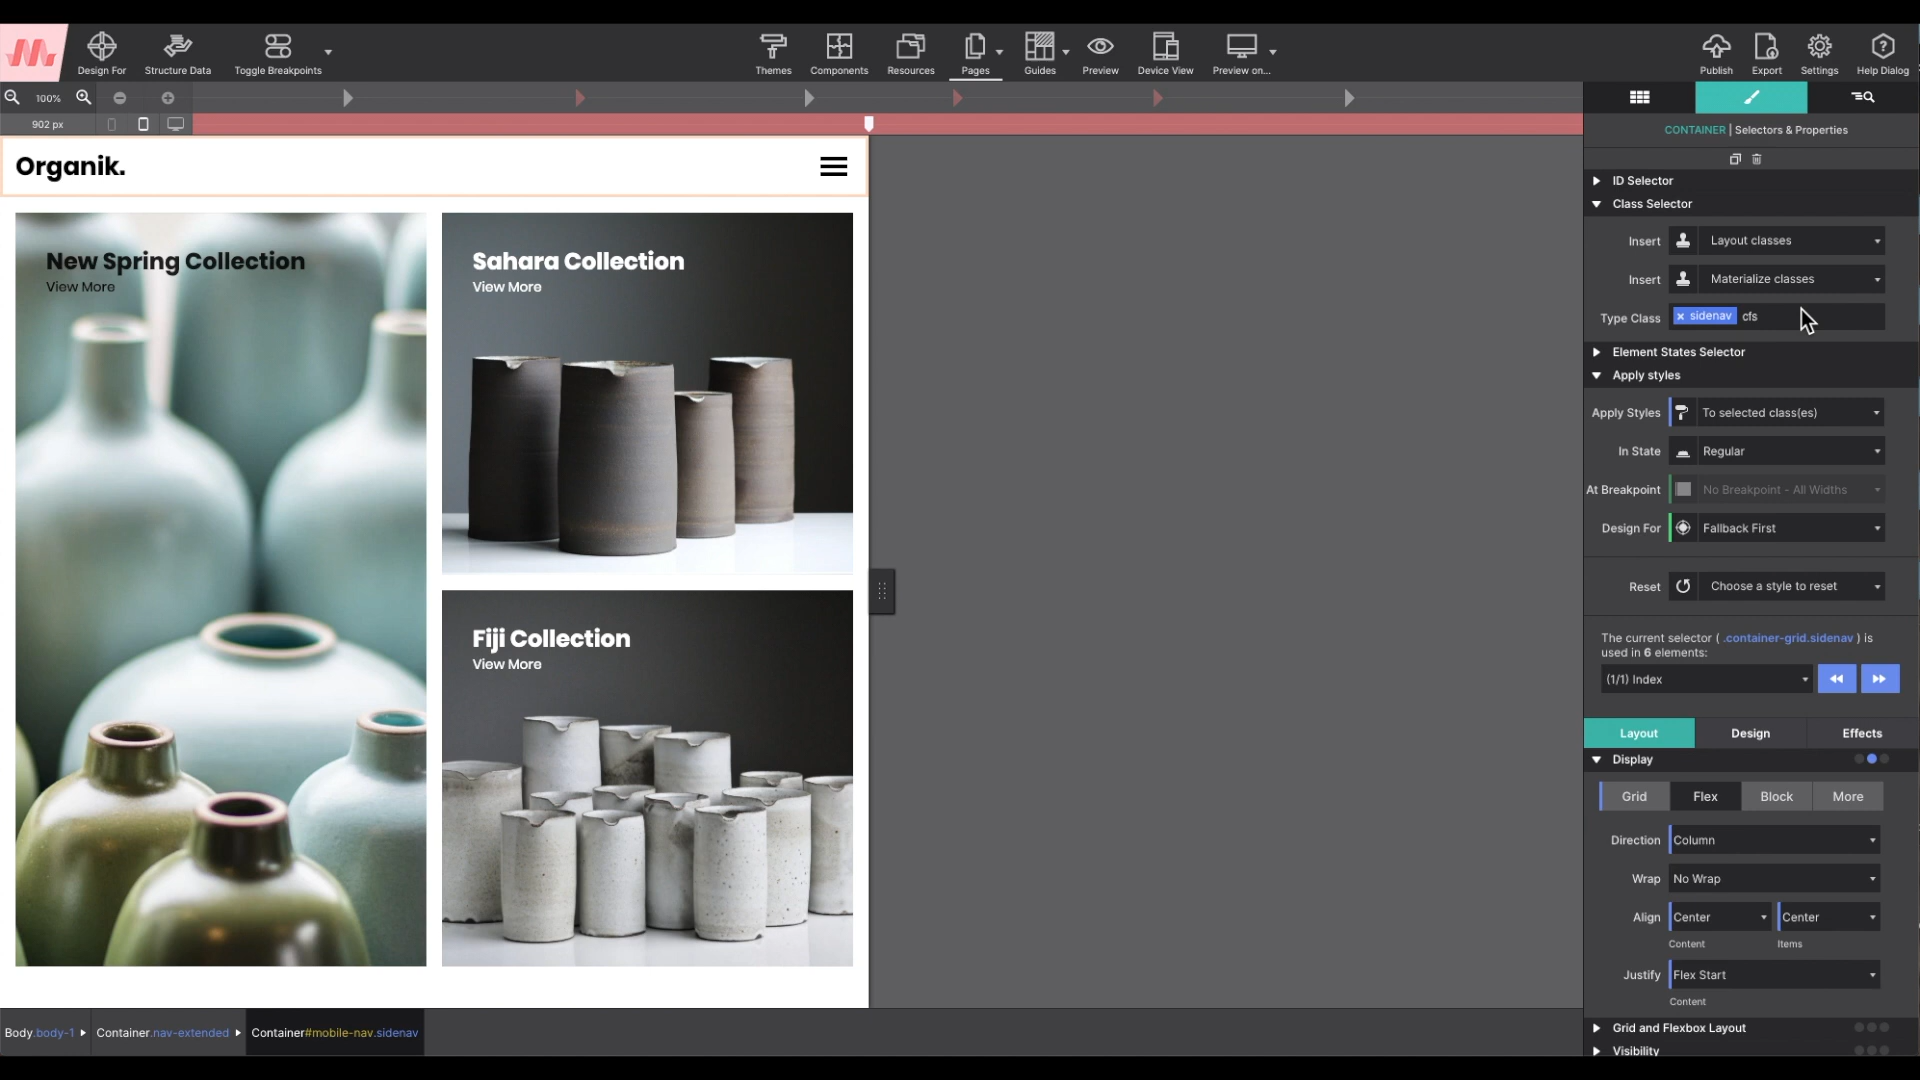 Design For
Structure Data
Toggle Breakpoints
Themes
Components
Resources
Pages
Guides
Preview
Device View
Preview on...
Publish
Export
Settings
Help Dialog
100%
902 px
CONTAINER | Selectors & Properties
Organik.
New Spring Collection
View More
Sahara Collection
View More
Fiji Collection
View More
ID Selector
Class Selector
Insert Layout classes
Insert Materialize classes
Type Class × sidenav cfs
Element States Selector
Apply styles
Apply Styles To selected class(es)
In State Regular
At Breakpoint No Breakpoint - All Widths
Design For Fallback First
Reset Choose a style to reset
The current selector ( .container-grid.sidenav ) is
used in 6 elements:
(1/1) Index
Layout Design Effects
Display
Grid Flex Block More
Direction Column
Wrap No Wrap
Align Center Center
Content Items
Justify Flex Start
Content
Grid and Flexbox Layout
Visibility
Body.body-1 Container.nav-extended Container#mobile-nav.sidenav